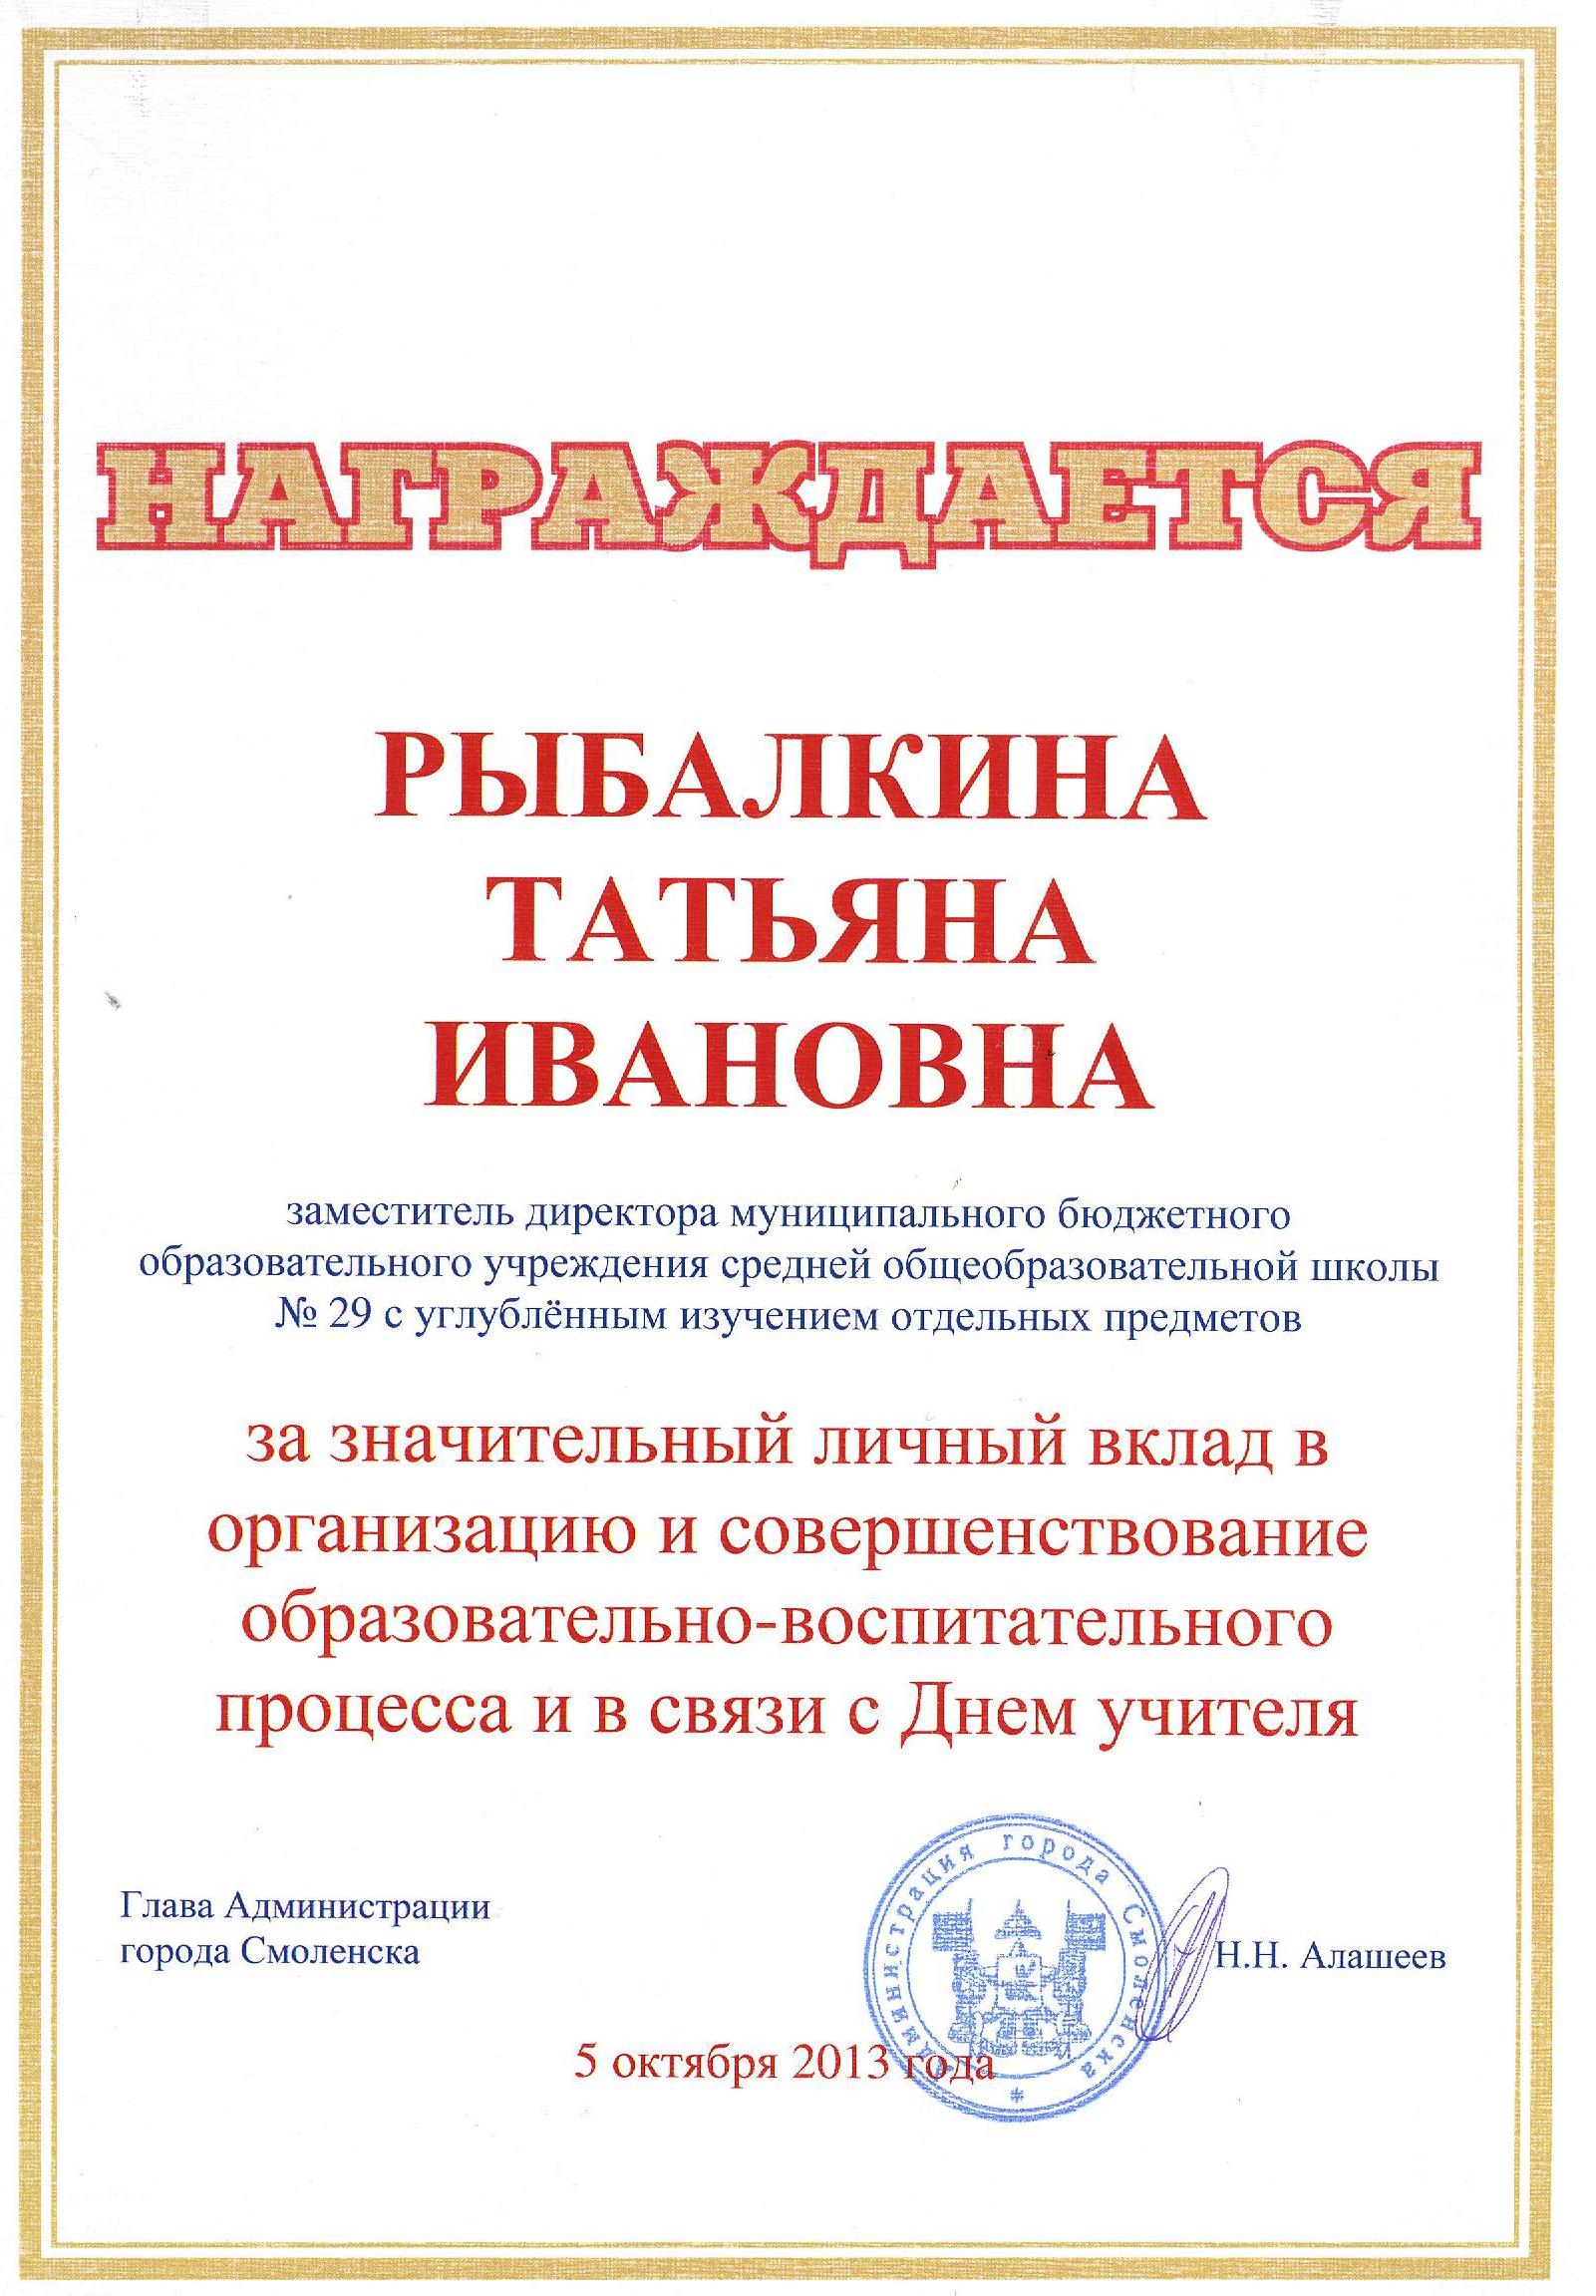 НАГРАЖДАЕТСЯ
РЫБАЛКИНА
ТАТЬЯНА
ИВАНОВНА
заместитель директора муниципального бюджетного
образовательного учреждения средней общеобразовательной школы
№ 29 с углублённым изучением отдельных предметов
за значительный личный вклад в
организацию и совершенствование
образовательно-воспитательного
процесса и в связи с Днем учителя
Глава Администрации
города Смоленска
Администрация города Смоленска
Н.Н. Алашеев
5 октября 2013 года